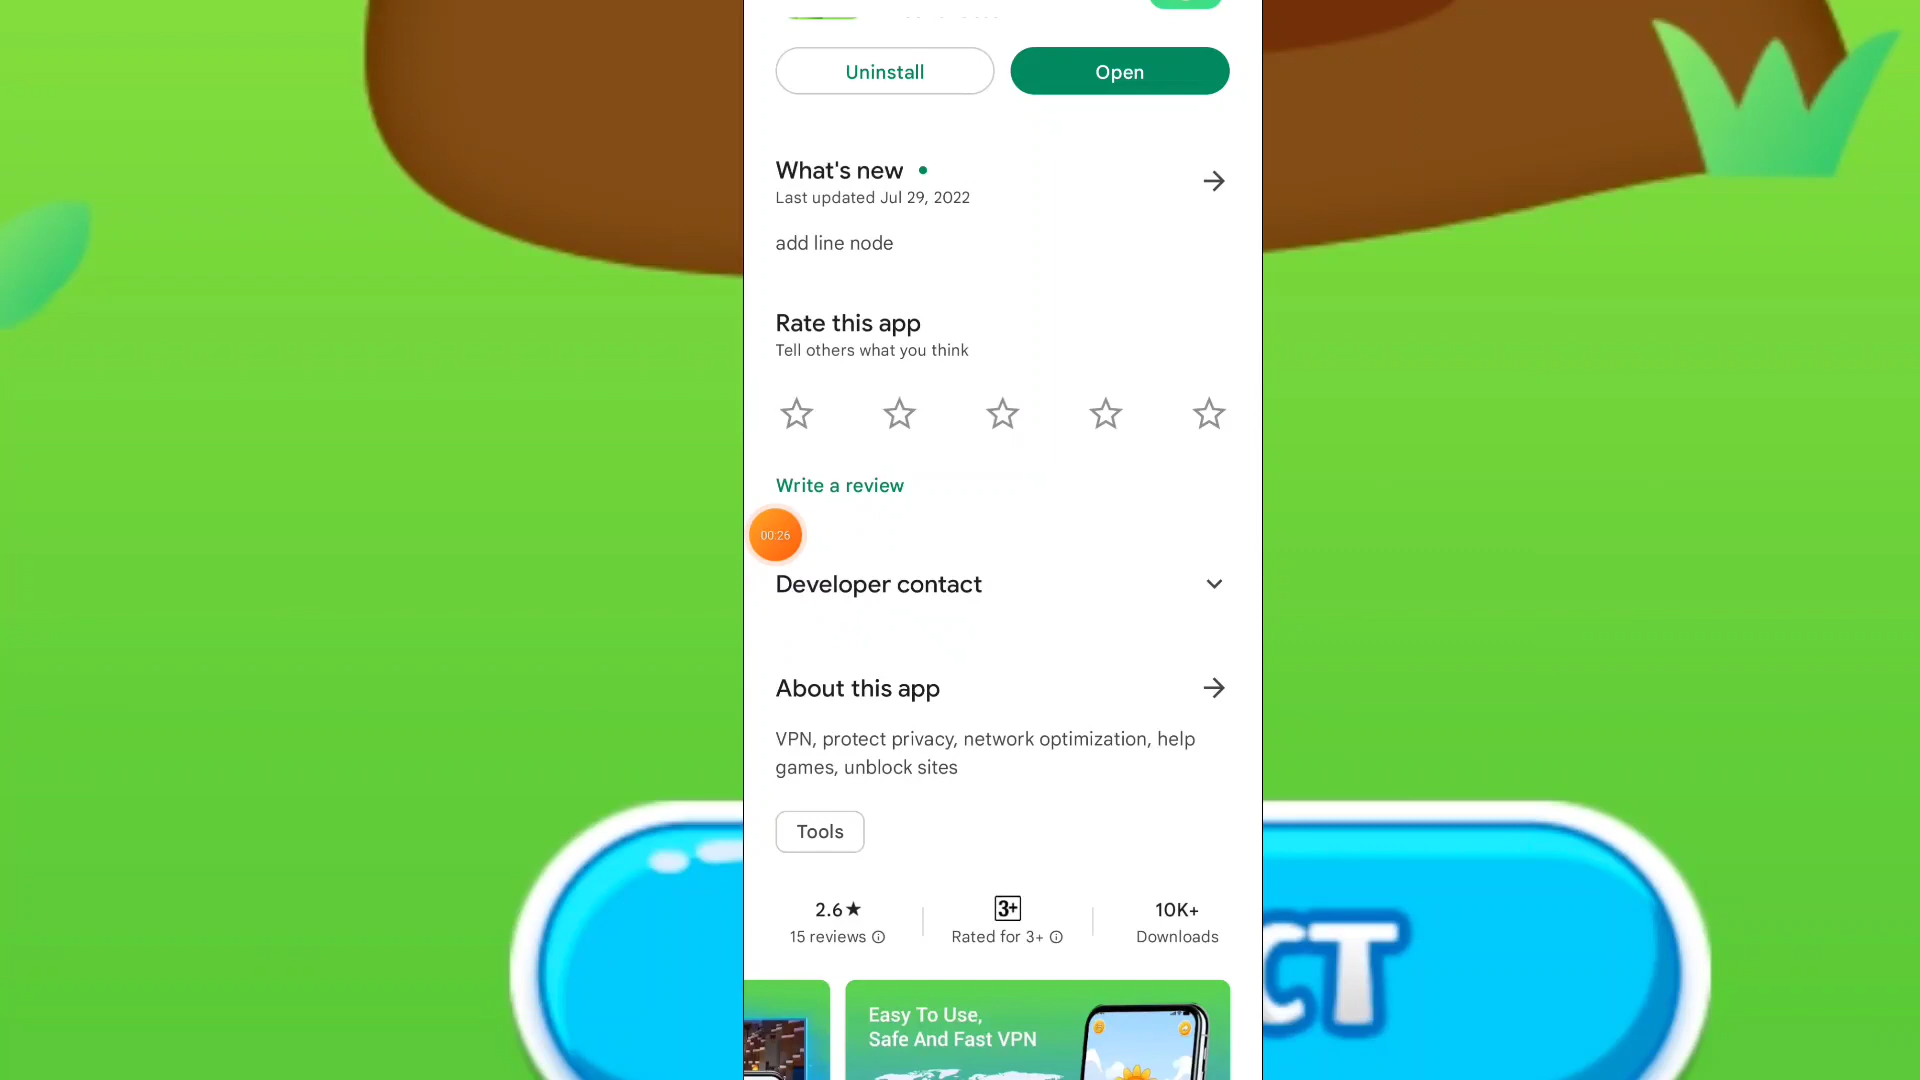 Uninstall
Open
What's new
Last updated Jul 29, 2022
add line node
Rate this app
Tell others what you think
Write a review
00:26
Developer contact
About this app
VPN, protect privacy, network optimization, help
games, unblock sites
Tools
2.6★
3+
10K+
15 reviews
Rated for 3+
Downloads
CT
Easy To Use,
Safe And Fast VPN